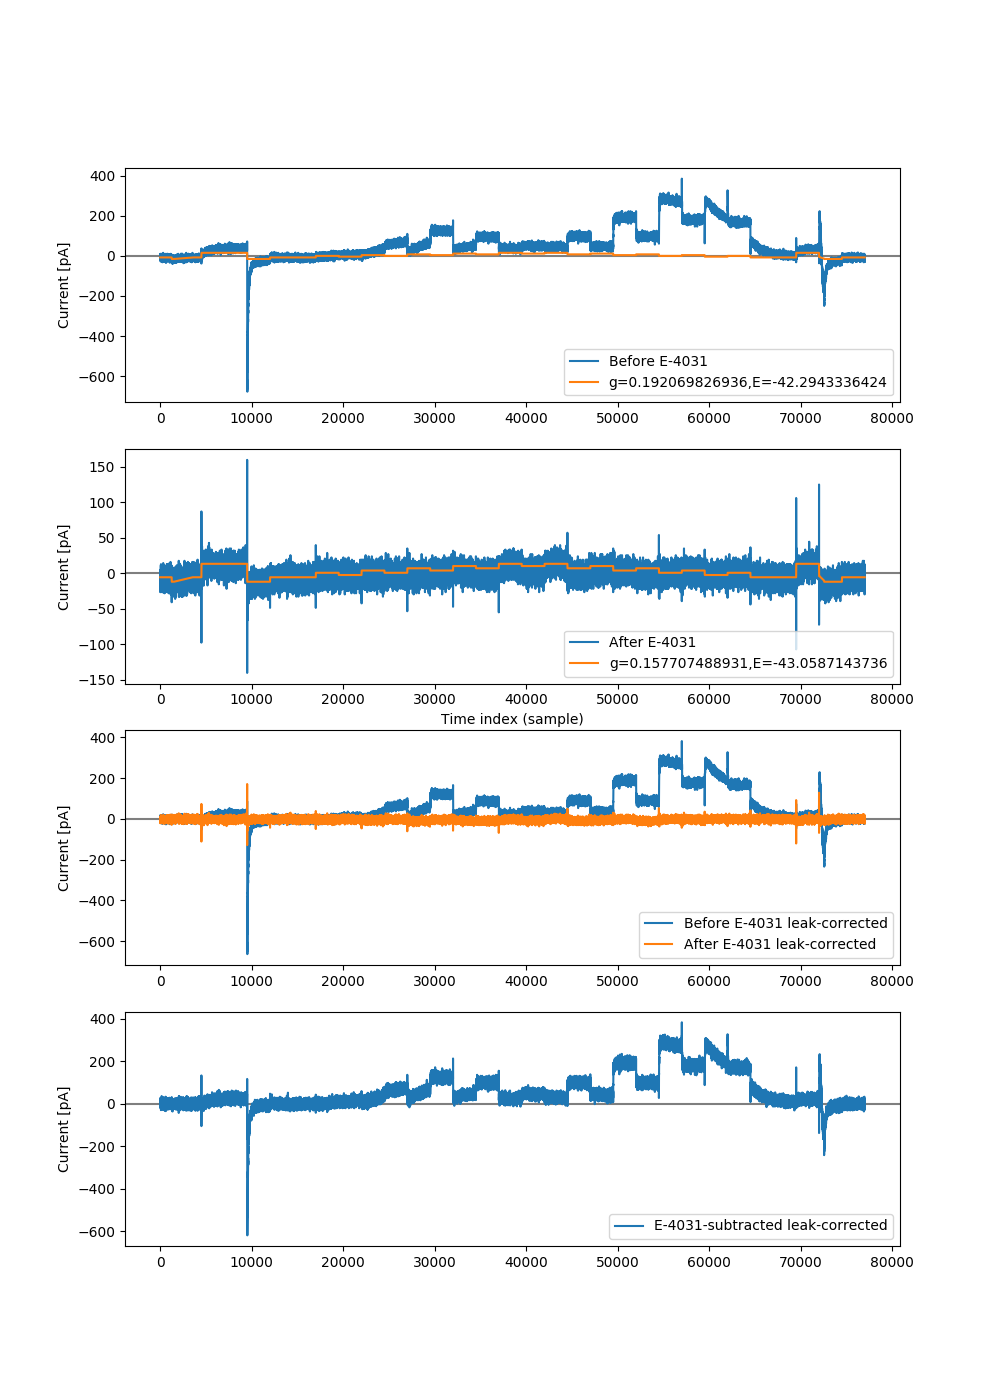 400
200
0
−200
−400
−600
Current [pA]
Before E-4031
g=0.192069826936,E=-42.2943336424
0 10000 20000 30000 40000 50000 60000 70000 80000
150
100
50
0
−50
−100
−150
Current [pA]
After E-4031
g=0.157707488931,E=-43.0587143736
0 10000 20000 30000 40000 50000 60000 70000 80000
Time index (sample)
400
200
0
−200
−400
−600
Current [pA]
Before E-4031 leak-corrected
After E-4031 leak-corrected
0 10000 20000 30000 40000 50000 60000 70000 80000
400
200
0
−200
−400
−600
Current [pA]
E-4031-subtracted leak-corrected
0 10000 20000 30000 40000 50000 60000 70000 80000